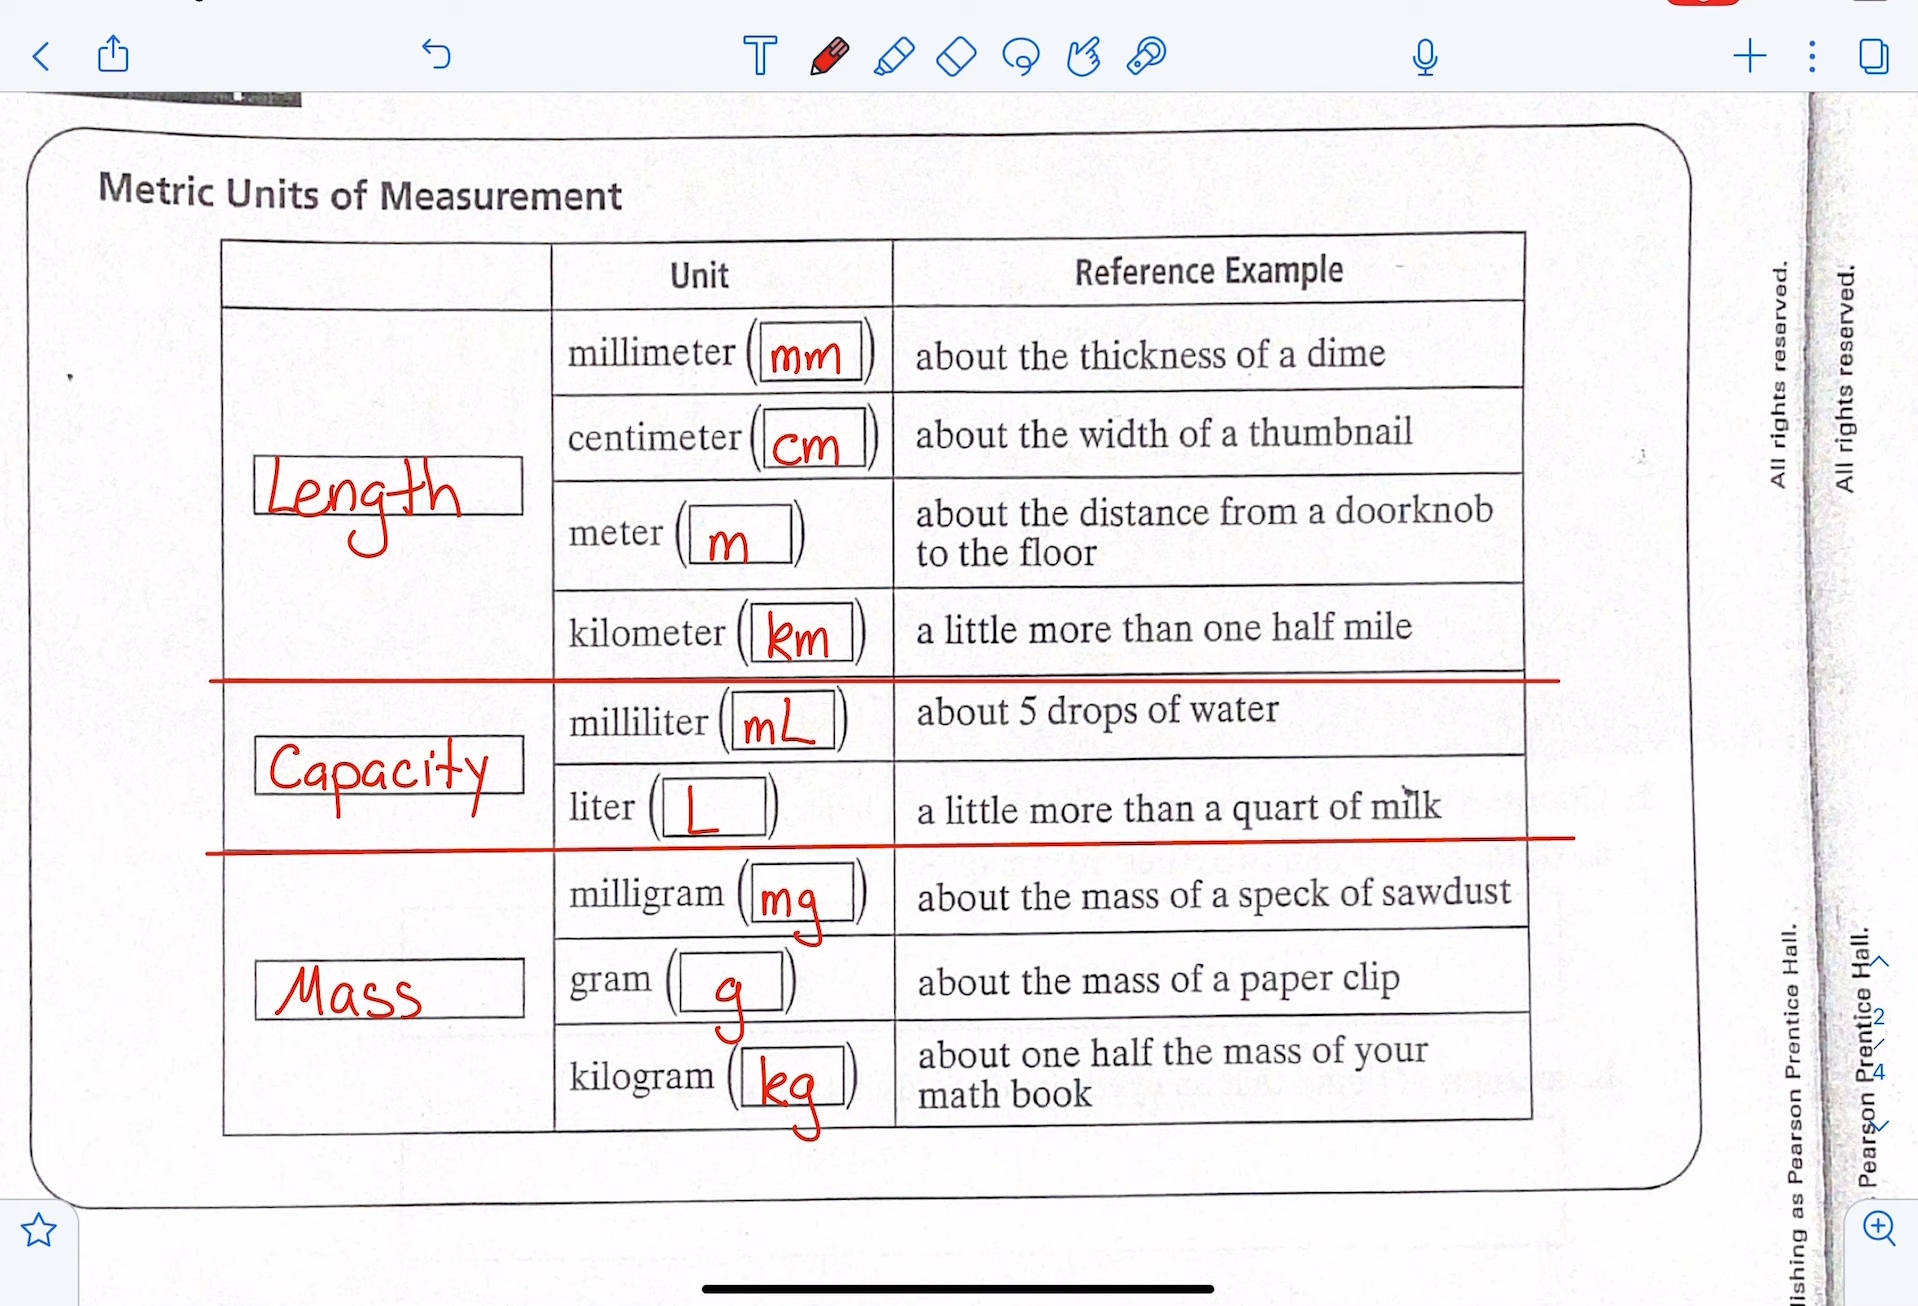 Metric Units of Measurement
Unit
Reference Example
Length
millimeter (mm)
about the thickness of a dime
centimeter (cm)
about the width of a thumbnail
meter (m)
about the distance from a doorknob
to the floor
kilometer (km)
a little more than one half mile
Capacity
milliliter (mL)
about 5 drops of water
liter (L)
a little more than a quart of milk
Mass
milligram (mg)
about the mass of a speck of sawdust
gram (g)
about the mass of a paper clip
kilogram (kg)
about one half the mass of your
math book
All rights reserved.
All rights reserved.
as Pearson Prentice Hall.
Pearson Prentice Hall.
2
4